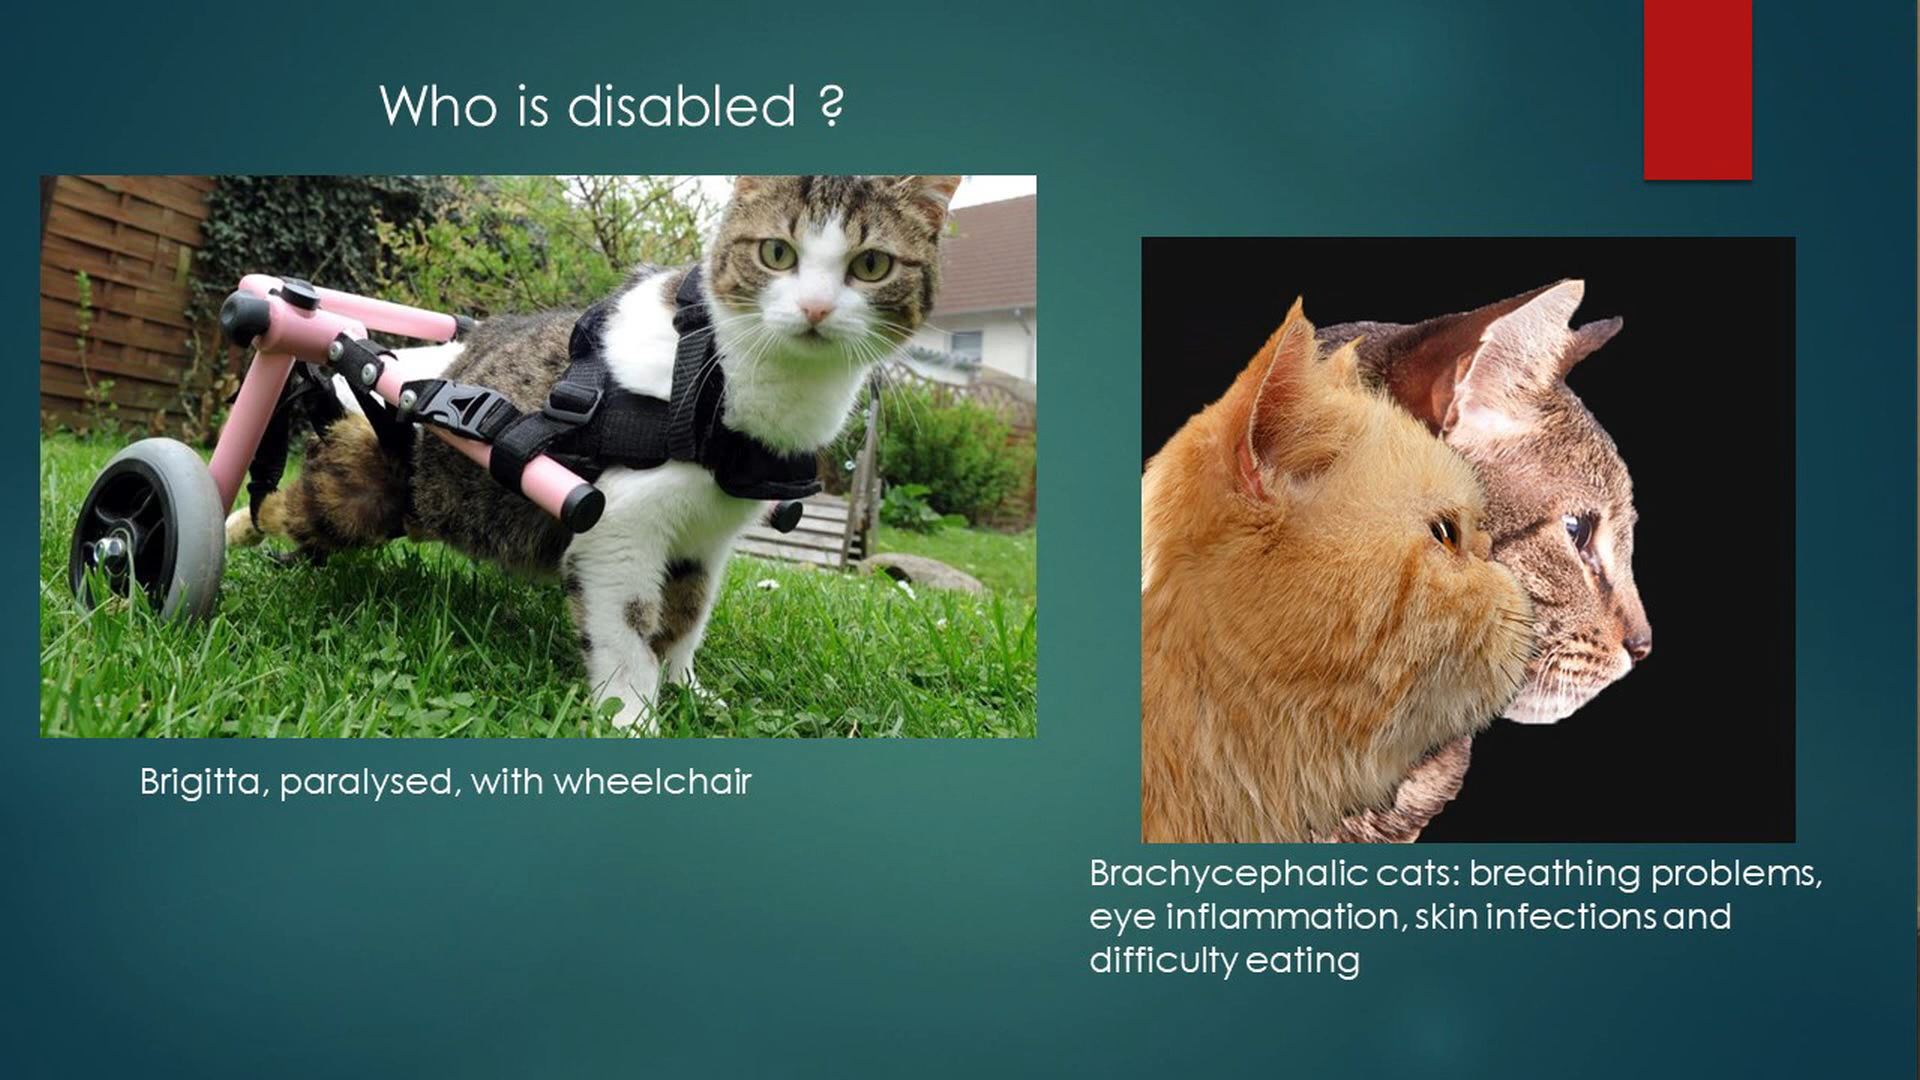 Who is disabled ?
Brigitta, paralysed, with wheelchair
Brachycephalic cats: breathing problems,
eye inflammation, skin infections and
difficulty eating